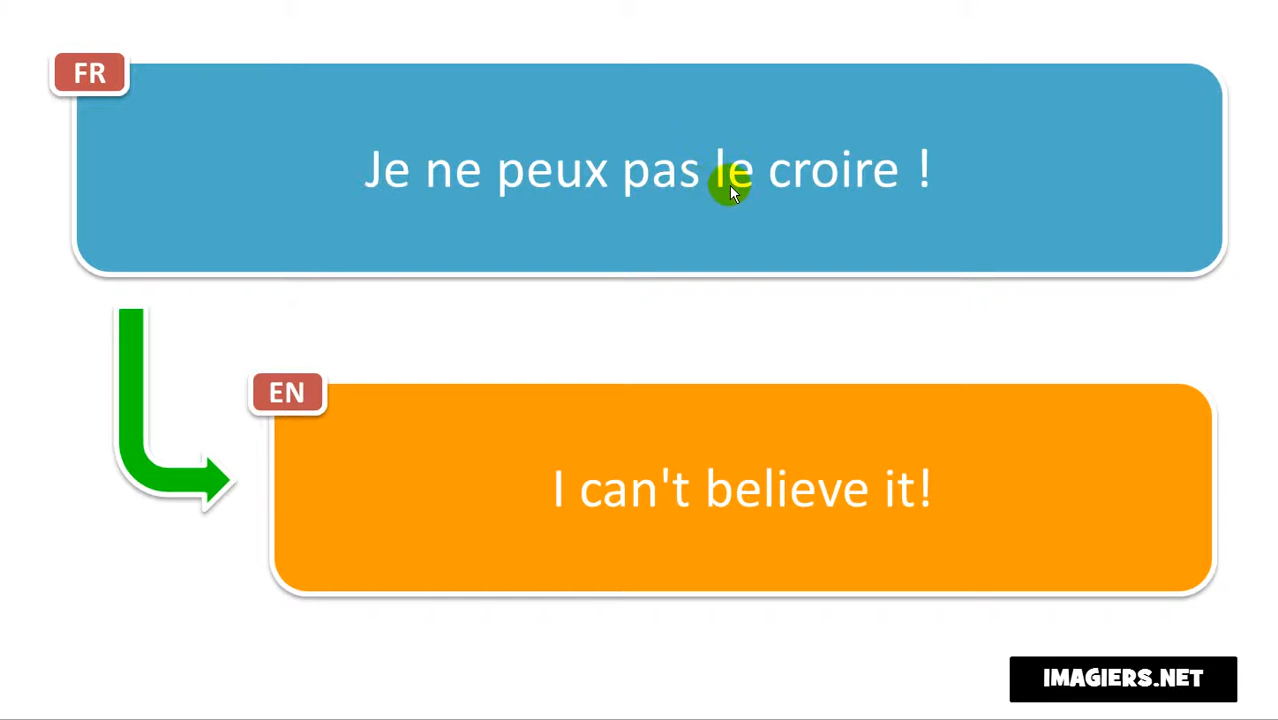 FR
Je ne peux pas le croire !
EN
I can't believe it!
IMAGIERS.NET